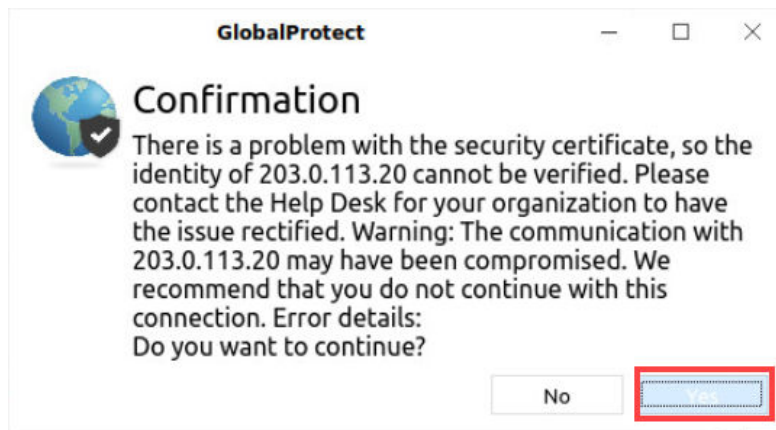 GlobalProtect
Confirmation
There is a problem with the security certificate, so the
identity of 203.0.113.20 cannot be verified. Please
contact the Help Desk for your organization to have
the issue rectified. Warning: The communication with
203.0.113.20 may have been compromised. We
recommend that you do not continue with this
connection. Error details:
Do you want to continue?
No Yes